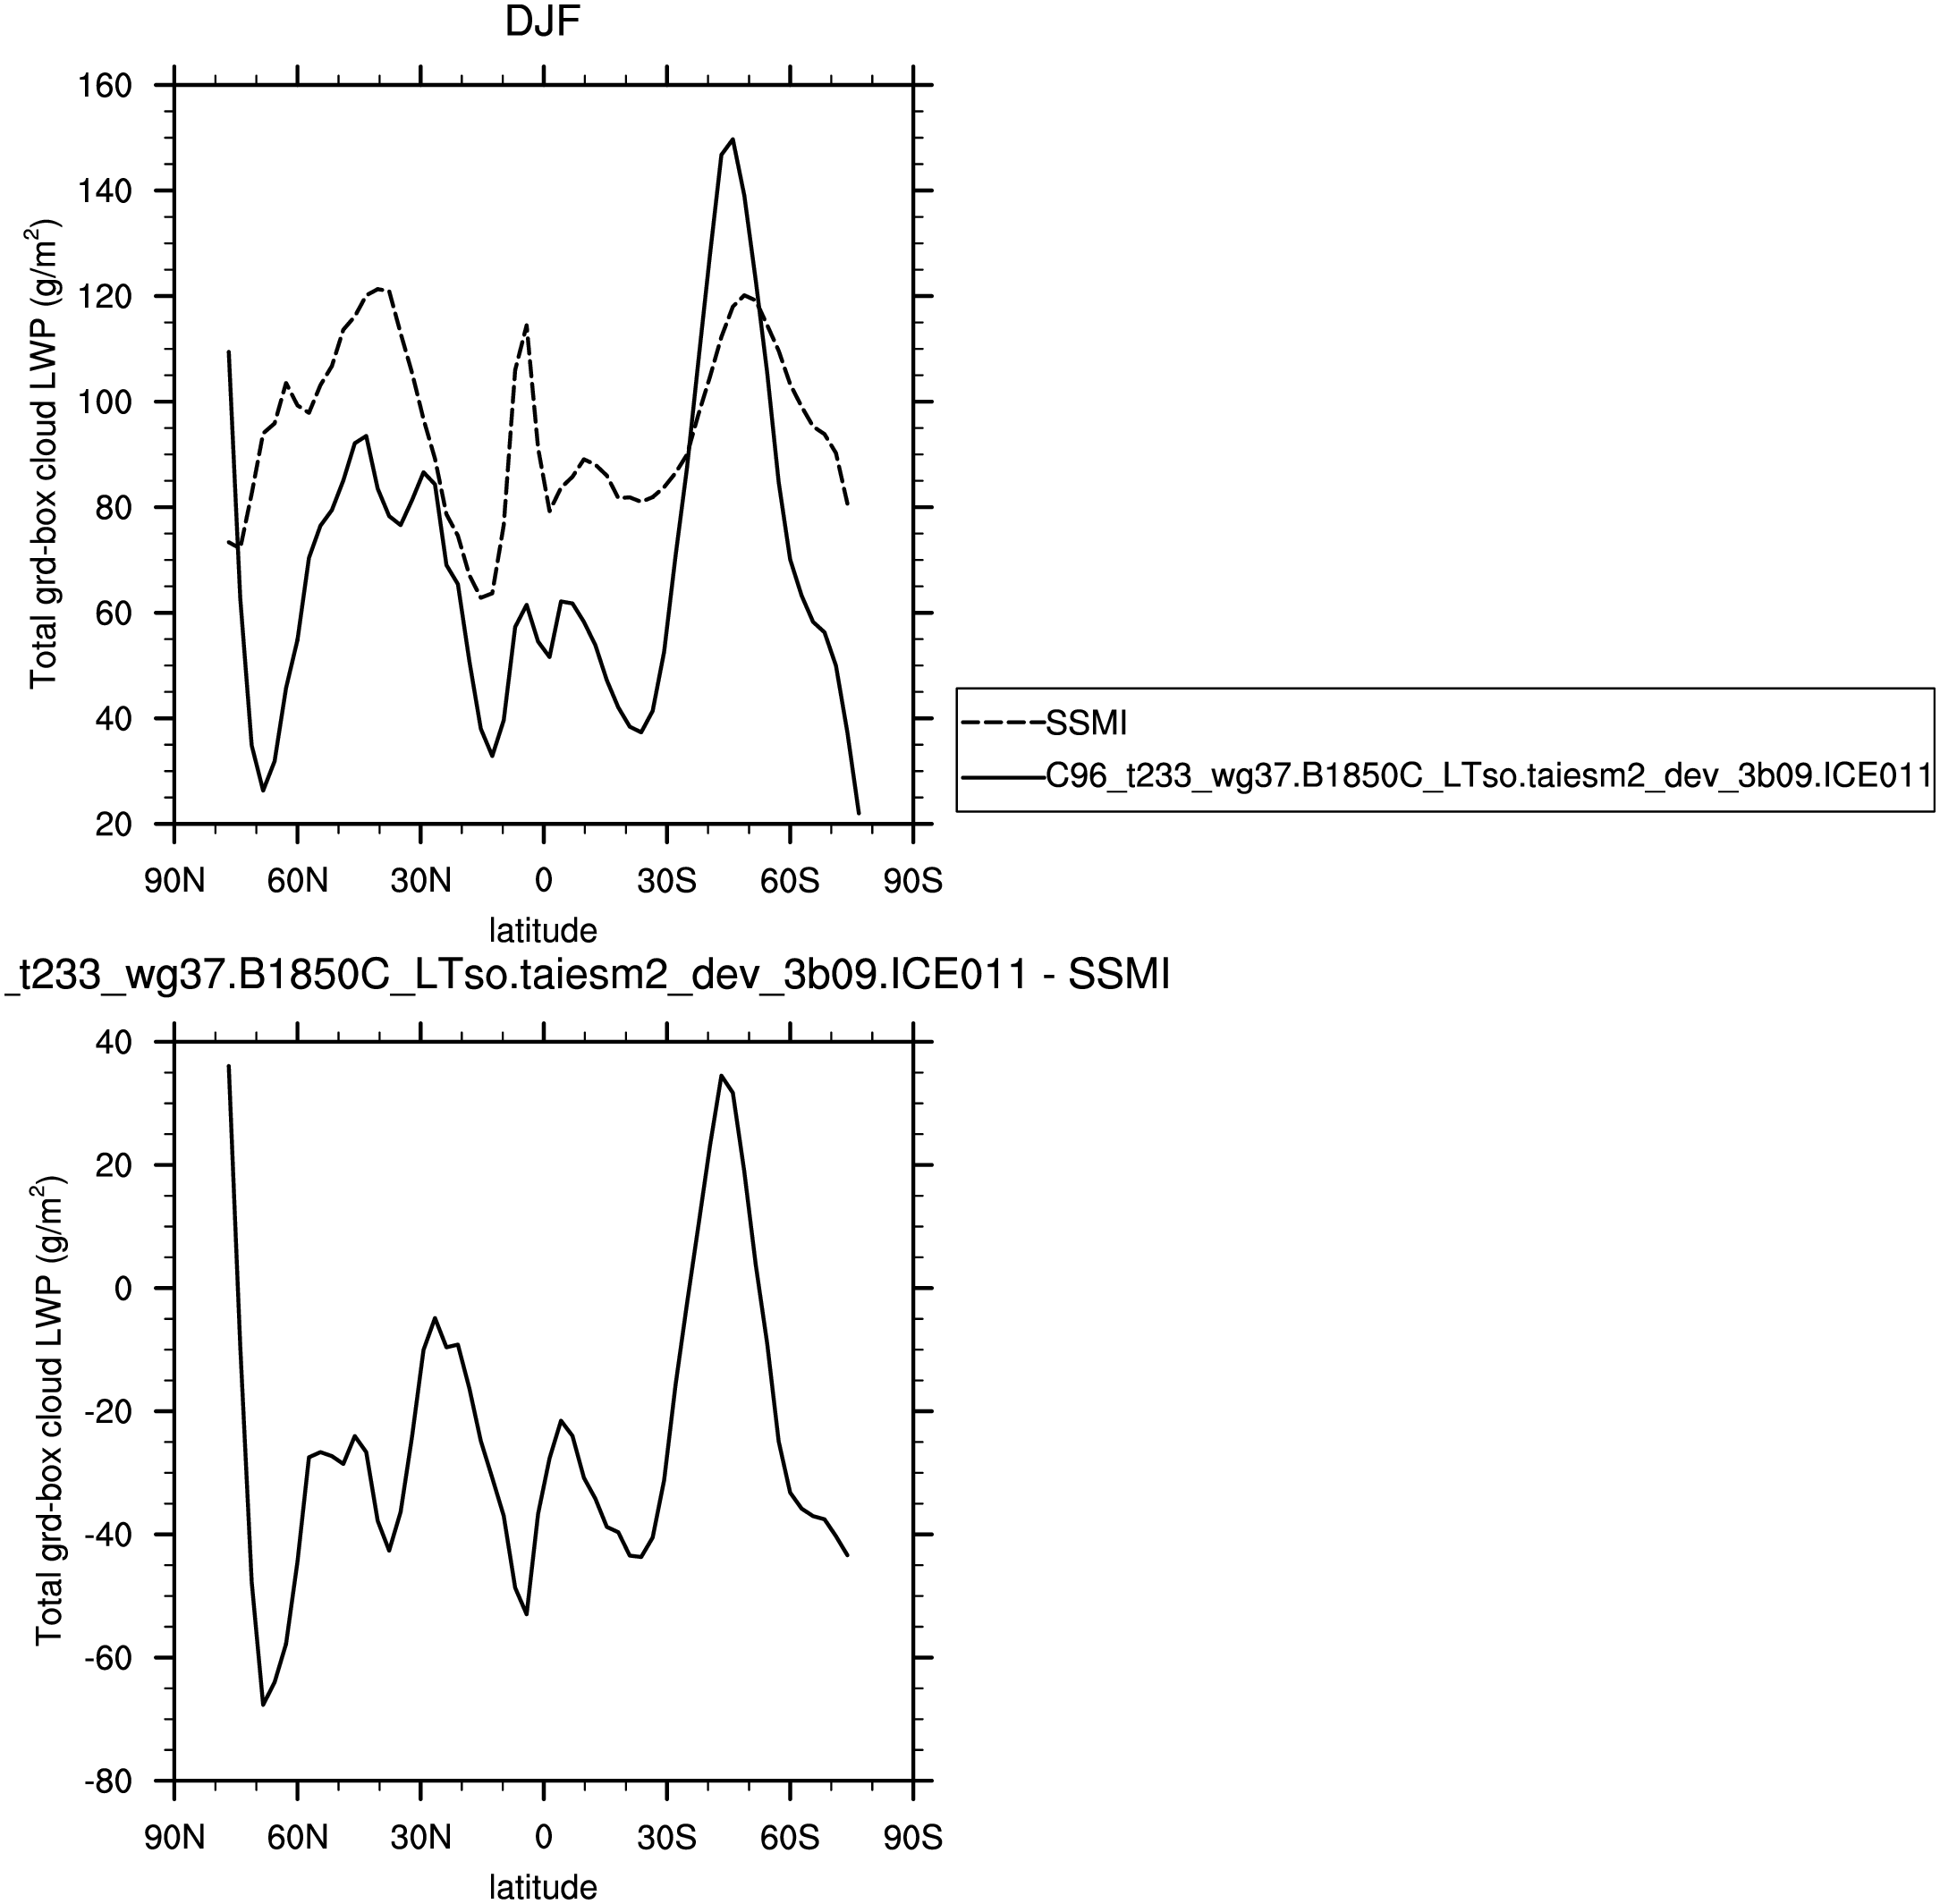 DJF
Total grd-box cloud LWP (g/m²)
160
140
120
100
80
60
40
20
90N 60N 30N 0 30S 60S 90S
latitude
SSMI
C96_t233_wg37.B1850C_LTso.taiesm2_dev_3b09.ICE011
_t233_wg37.B1850C_LTso.taiesm2_dev_3b09.ICE011 - SSMI
Total grd-box cloud LWP (g/m²)
40
20
0
-20
-40
-60
-80
90N 60N 30N 0 30S 60S 90S
latitude